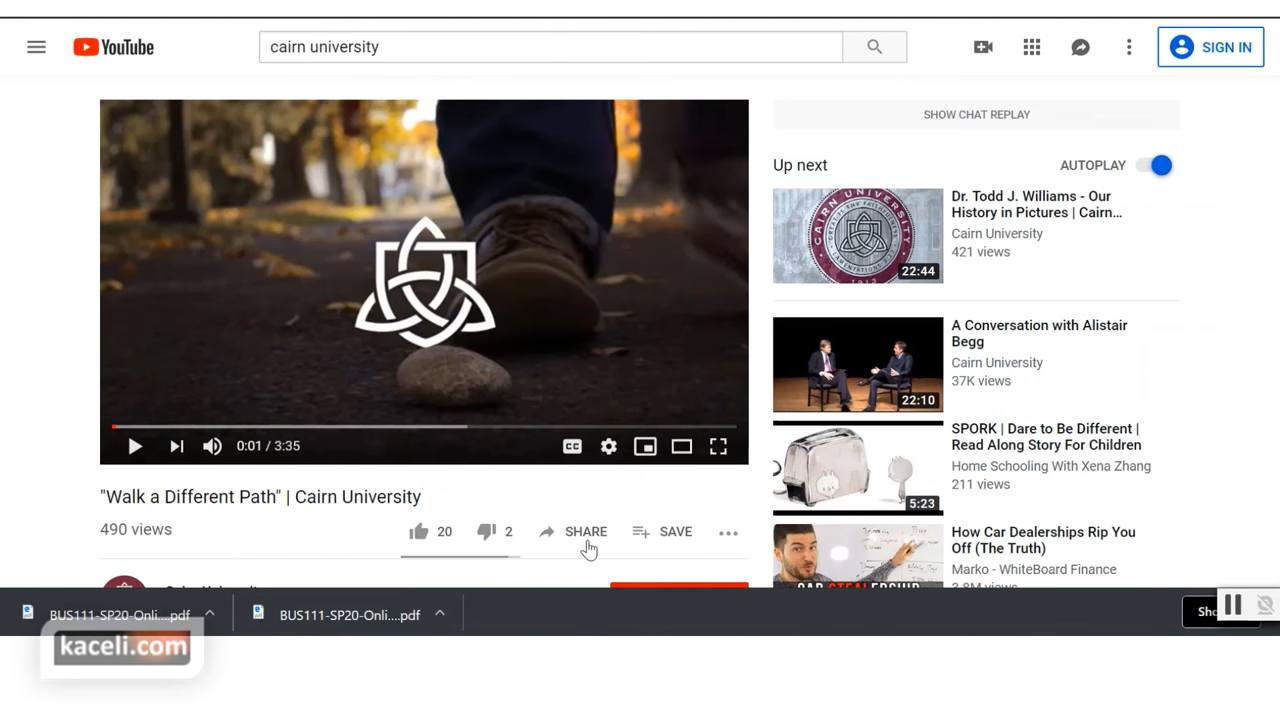 YouTube
cairn university
SIGN IN
SHOW CHAT REPLAY
Up next
AUTOPLAY
Dr. Todd J. Williams - Our
History in Pictures | Cairn...
Cairn University
421 views
CAIRN UNIVERSITY
22:44
A Conversation with Alistair
Begg
Cairn University
37K views
22:10
SPORK | Dare to Be Different |
Read Along Story For Children
Home Schooling With Xena Zhang
211 views
5:23
How Car Dealerships Rip You
Off (The Truth)
Marko - WhiteBoard Finance
CC
0:01 / 3:35
"Walk a Different Path" | Cairn University
490 views
20
2
SHARE
SAVE
BUS111-SP20-Onli....pdf
BUS111-SP20-Onli....pdf
kaceli.com